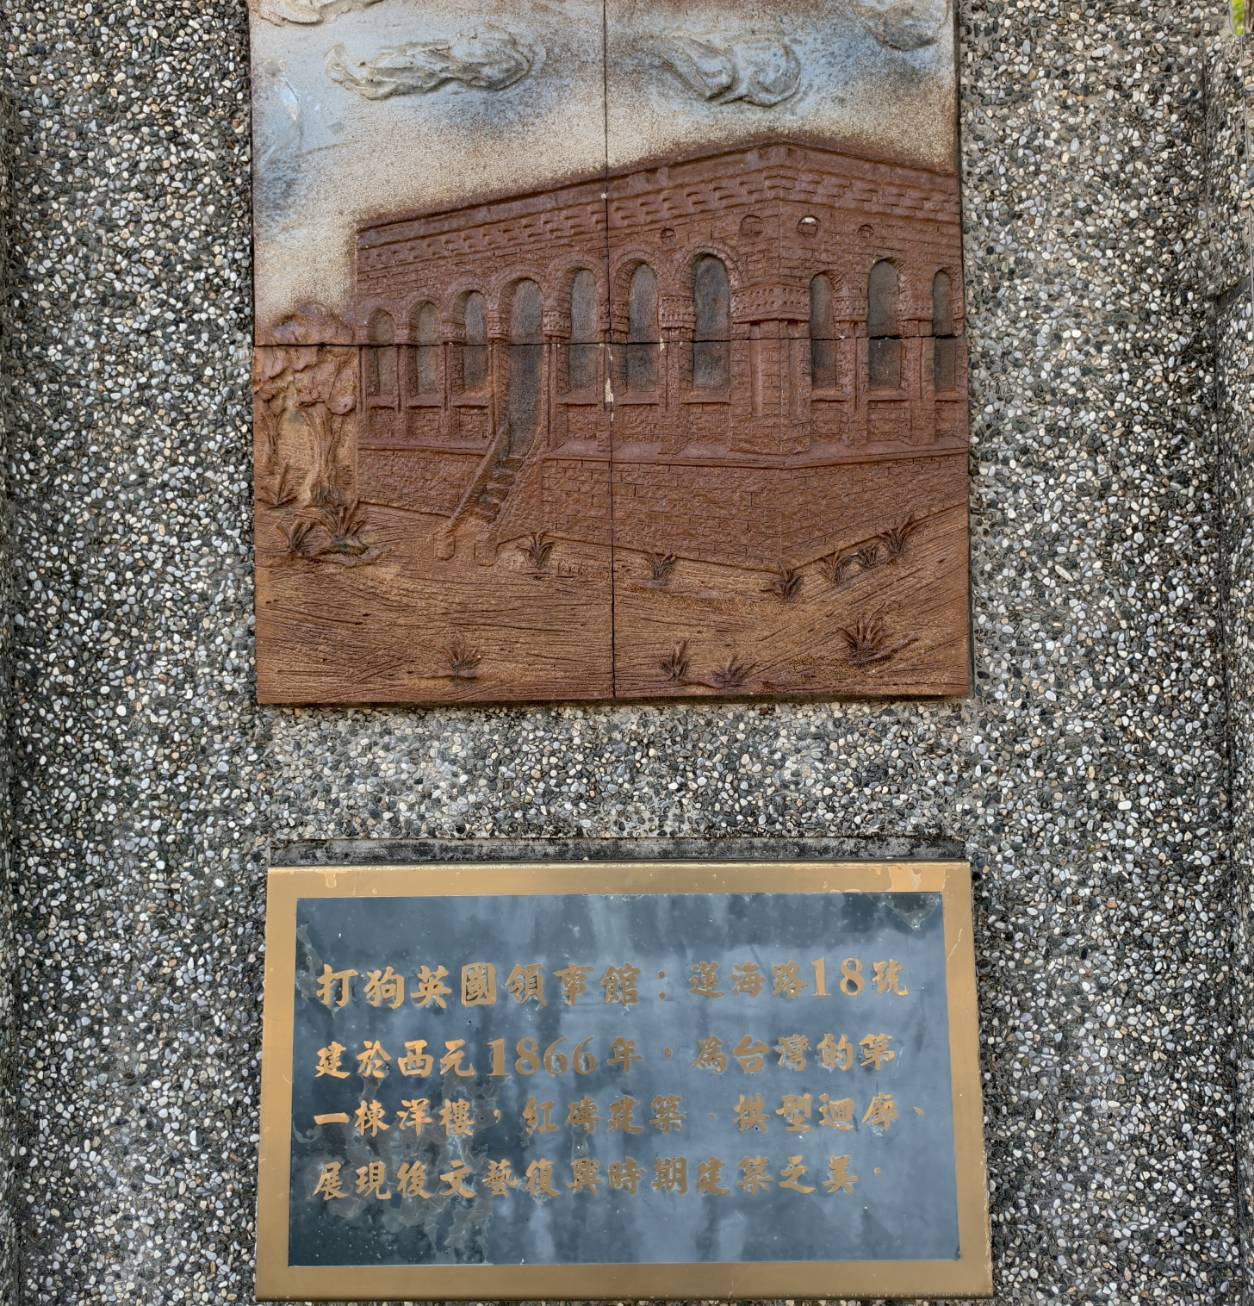 打狗英國領事館：蓮海路18號
建於西元1866年，為台灣的第
一棟洋樓，紅磚建築、拱型迴廊、
展現後文藝復興時期建築之美。